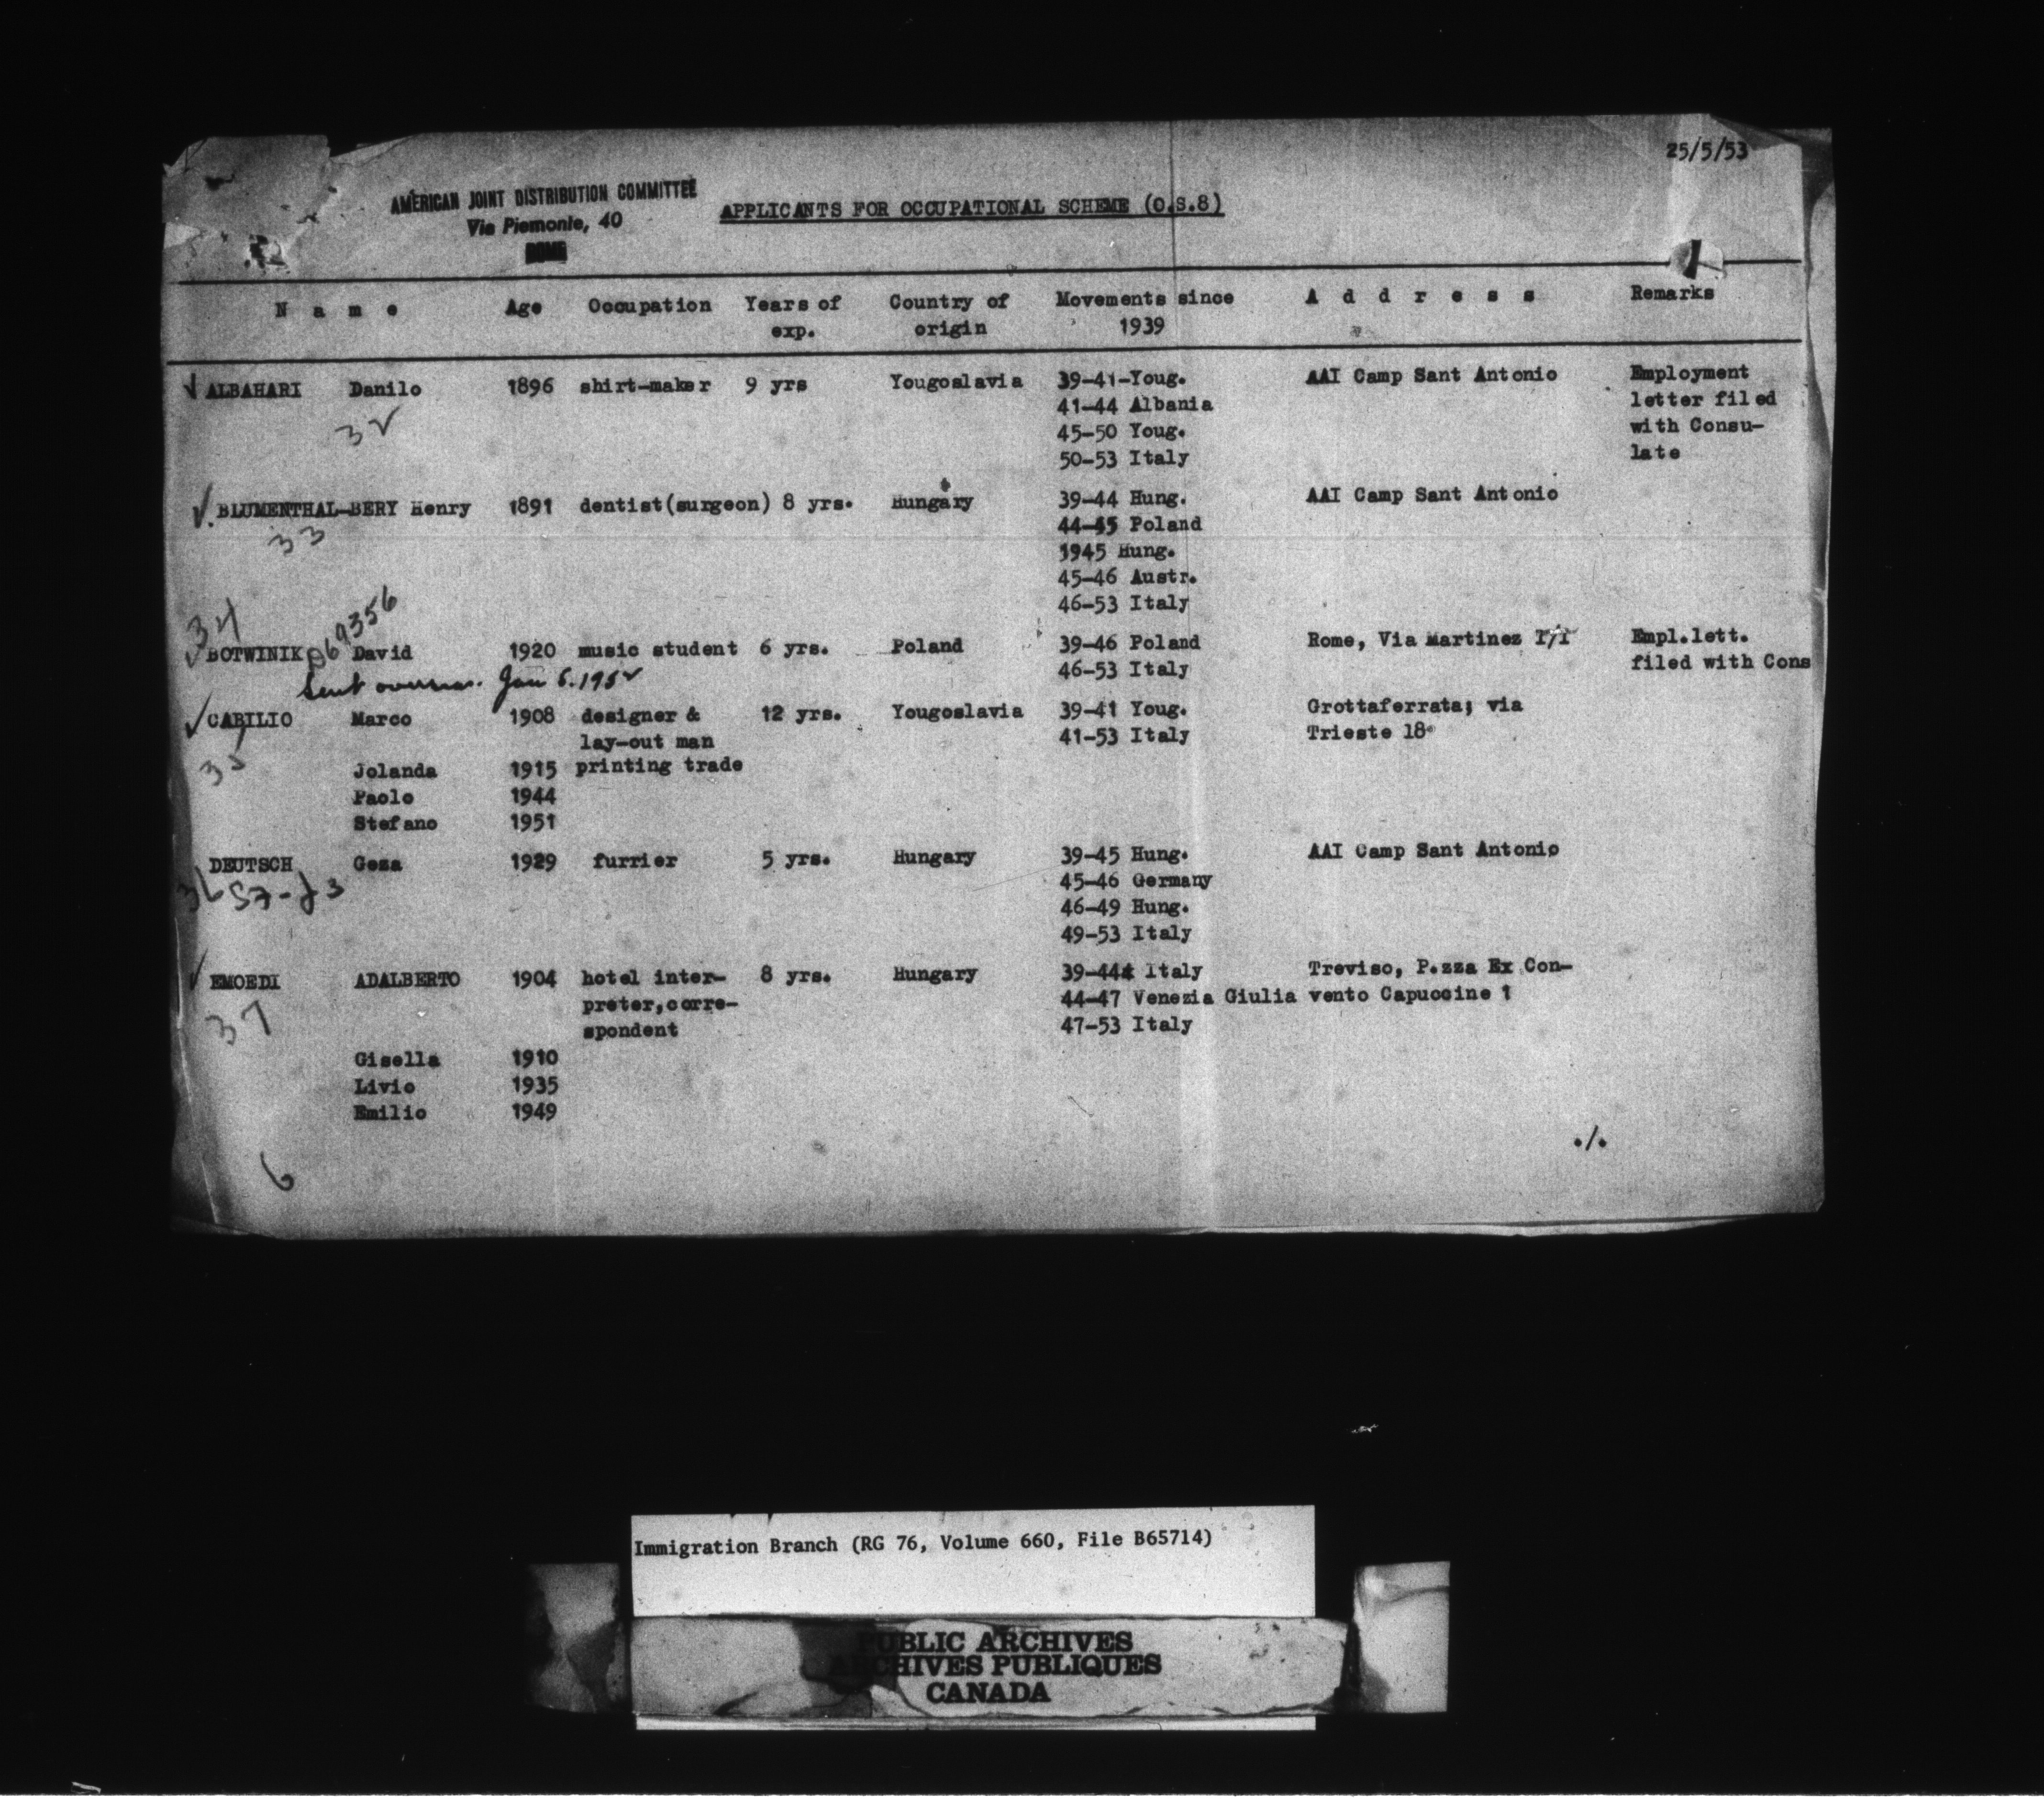 25/5/53
AMERICAN JOINT DISTRIBUTION COMMITTEE
Via Piemonte, 40
ROME
APPLICANTS FOR OCCUPATIONAL SCHEME (O.S.8)
N a m e Age Occupation Years of exp. Country of origin Movements since 1939 A d d r e s s Remarks
✓ ALBAHARI Danilo 1896 shirt-maker 9 yrs Yougoslavia 39-41-Youg. AAI Camp Sant Antonio Employment
41-44 Albania letter filed
32 45-50 Youg. with Consu-
50-53 Italy late
✓ BLUMENTHAL-BERY Henry 1891 dentist(surgeon) 8 yrs. Hungary 39-44 Hung. AAI Camp Sant Antonio
33 44-45 Poland
1945 Hung.
45-46 Austr.
46-53 Italy
34 B69356
✓ BOTWINIK David 1920 music student 6 yrs. Poland 39-46 Poland Rome, Via Martinez Empl.lett.
46-53 Italy filed with Cons
Sent overseas. Jan 6.1952
✓ CABILIO Marco 1908 designer & 12 yrs. Yougoslavia 39-41 Youg. Grottaferrata; via
lay-out man 41-53 Italy Trieste 18
35 Jolanda 1915 printing trade
Paolo 1944
Stefano 1951
DEUTSCH Geza 1929 furrier 5 yrs. Hungary 39-45 Hung. AAI Camp Sant Antonio
36 45-46 Germany
46-49 Hung.
49-53 Italy
✓ EMOEDI ADALBERTO 1904 hotel inter- 8 yrs. Hungary 39-44 Italy Treviso, P.zza Ex Con-
37 preter,corre- 44-47 Venezia Giulia vento Capuccine 1
spondent 47-53 Italy
Gisella 1910
Livio 1935
Emilio 1949
./.
6
Immigration Branch (RG 76, Volume 660, File B65714)
PUBLIC ARCHIVES
ARCHIVES PUBLIQUES
CANADA